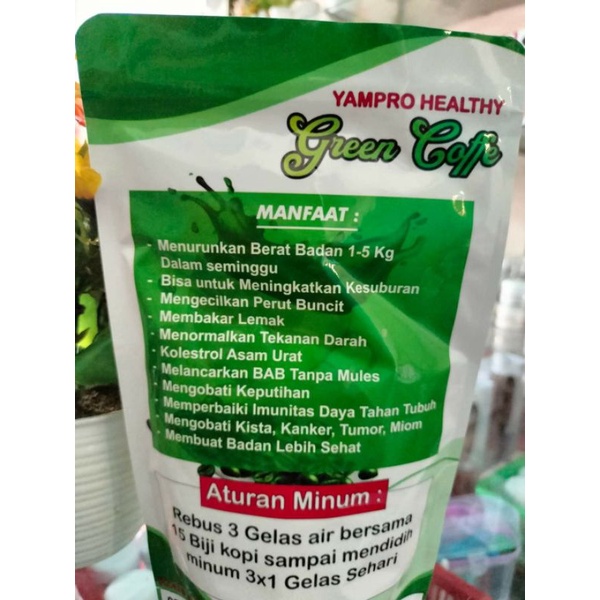 YAMPRO HEALTHY
Green Coffe
MANFAAT :
- Menurunkan Berat Badan 1-5 Kg
Dalam seminggu
- Bisa untuk Meningkatkan Kesuburan
- Mengecilkan Perut Buncit
- Membakar Lemak
- Menormalkan Tekanan Darah
- Kolestrol Asam Urat
- Melancarkan BAB Tanpa Mules
- Mengobati Keputihan
- Memperbaiki Imunitas Daya Tahan Tubuh
- Mengobati Kista, Kanker, Tumor, Miom
- Membuat Badan Lebih Sehat
Aturan Minum :
Rebus 3 Gelas air bersama
15 Biji kopi sampai mendidih
minum 3x1 Gelas Sehari